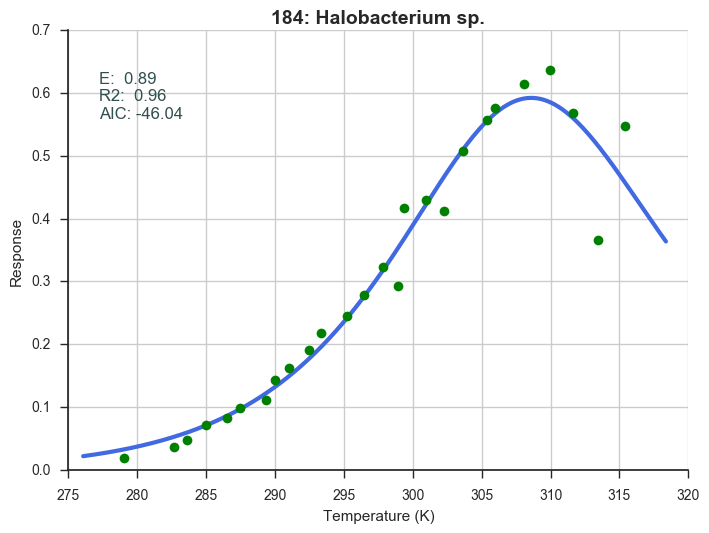 184: Halobacterium sp.
E:  0.89
R2:  0.96
AIC: -46.04
Response
0.7
0.6
0.5
0.4
0.3
0.2
0.1
0.0
275 280 285 290 295 300 305 310 315 320
Temperature (K)